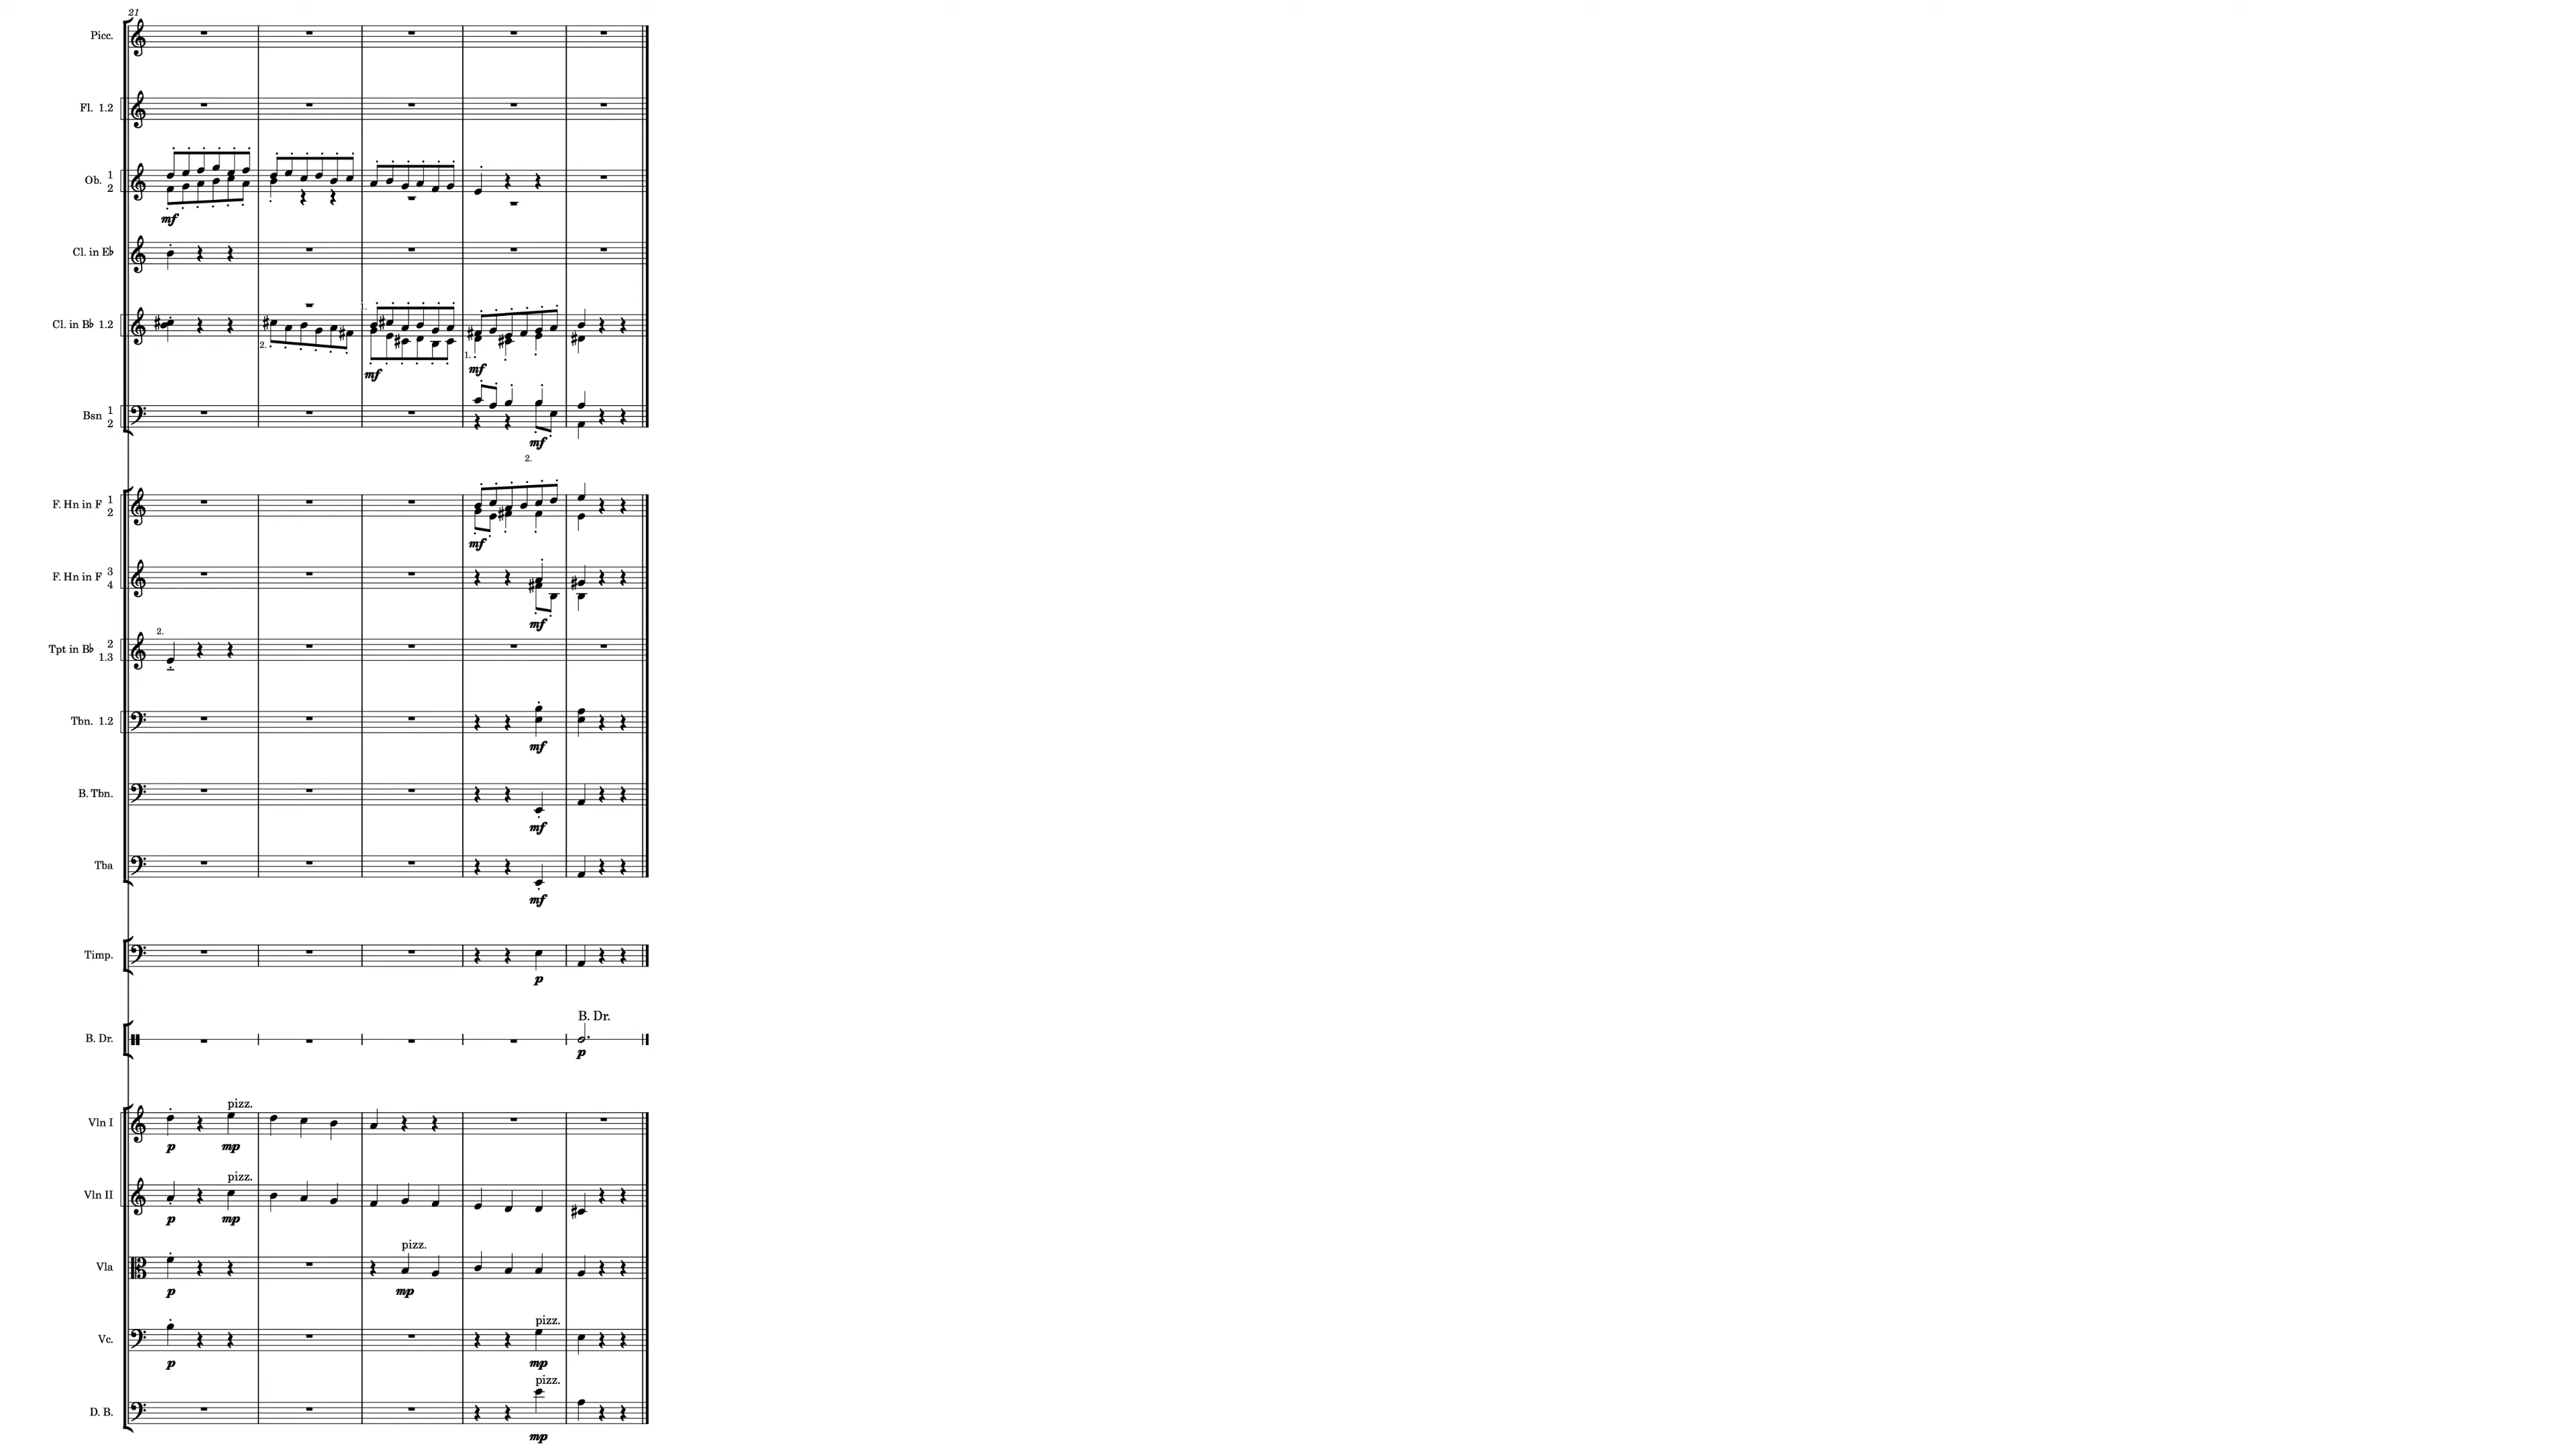 21
Picc.
Fl. 1.2
Ob. 1
2
mf
Cl. in E♭
Cl. in B♭ 1.2
2.
1.
mf
1.
mf
Bsn 1
2
mf
2.
F. Hn in F 1
2
mf
F. Hn in F 3
4
mf
2.
Tpt in B♭ 2
1.3
Tbn. 1.2
mf
B. Tbn.
mf
Tba
mf
Timp.
p
B. Dr.
B. Dr.
p
pizz.
Vln I
p mp
pizz.
Vln II
p mp
pizz.
Vla
p mp
pizz.
Vc.
p mp
pizz.
D. B.
mp